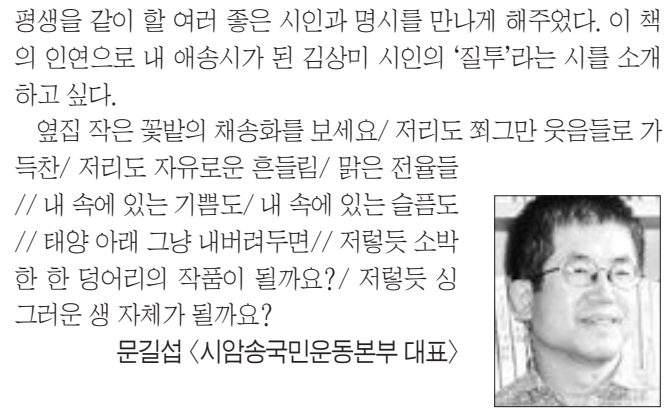 평생을 같이 할 여러 좋은 시인과 명시를 만나게 해주었다. 이 책
의 인연으로 내 애송시가 된 김상미 시인의 ‘질투’라는 시를 소개
하고 싶다.
옆집 작은 꽃밭의 채송화를 보세요/ 저리도 쬐그만 웃음들로 가
득찬/ 저리도 자유로운 흔들림/ 맑은 전율들
// 내 속에 있는 기쁨도/ 내 속에 있는 슬픔도
// 태양 아래 그냥 내버려두면// 저렇듯 소박
한 한 덩어리의 작품이 될까요?/ 저렇듯 싱
그러운 생 자체가 될까요?
문길섭 〈시암송국민운동본부 대표〉